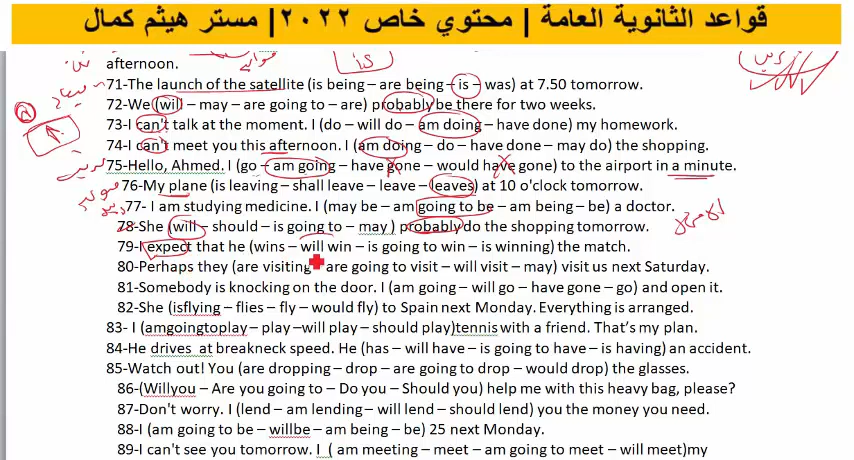 قواعد الثانوية العامة | محتوي خاص ٢٠٢٢ | مستر هيثم كمال
afternoon.
71-The launch of the satellite (is being – are being – is – was) at 7.50 tomorrow.
72-We (will – may – are going to – are) probably be there for two weeks.
73-I can't talk at the moment. I (do – will do – am doing – have done) my homework.
74-I can't meet you this afternoon. I (am doing – do – have done – may do) the shopping.
75-Hello, Ahmed. I (go – am going – have gone – would have gone) to the airport in a minute.
76-My plane (is leaving – shall leave – leave – leaves) at 10 o'clock tomorrow.
77- I am studying medicine. I (may be – am going to be – am being – be) a doctor.
78-She (will – should – is going to – may ) probably do the shopping tomorrow.
79-I expect that he (wins – will win – is going to win – is winning) the match.
80-Perhaps they (are visiting – are going to visit – will visit – may) visit us next Saturday.
81-Somebody is knocking on the door. I (am going – will go – have gone – go) and open it.
82-She (isflying – flies – fly – would fly) to Spain next Monday. Everything is arranged.
83- I (amgoingtoplay – play –will play – should play)tennis with a friend. That's my plan.
84-He drives at breakneck speed. He (has – will have – is going to have – is having) an accident.
85-Watch out! You (are dropping – drop – are going to drop – would drop) the glasses.
86-(Willyou – Are you going to – Do you – Should you) help me with this heavy bag, please?
87-Don't worry. I (lend – am lending – will lend – should lend) you the money you need.
88-I (am going to be – willbe – am being – be) 25 next Monday.
89-I can't see you tomorrow. I ( am meeting – meet – am going to meet – will meet)my